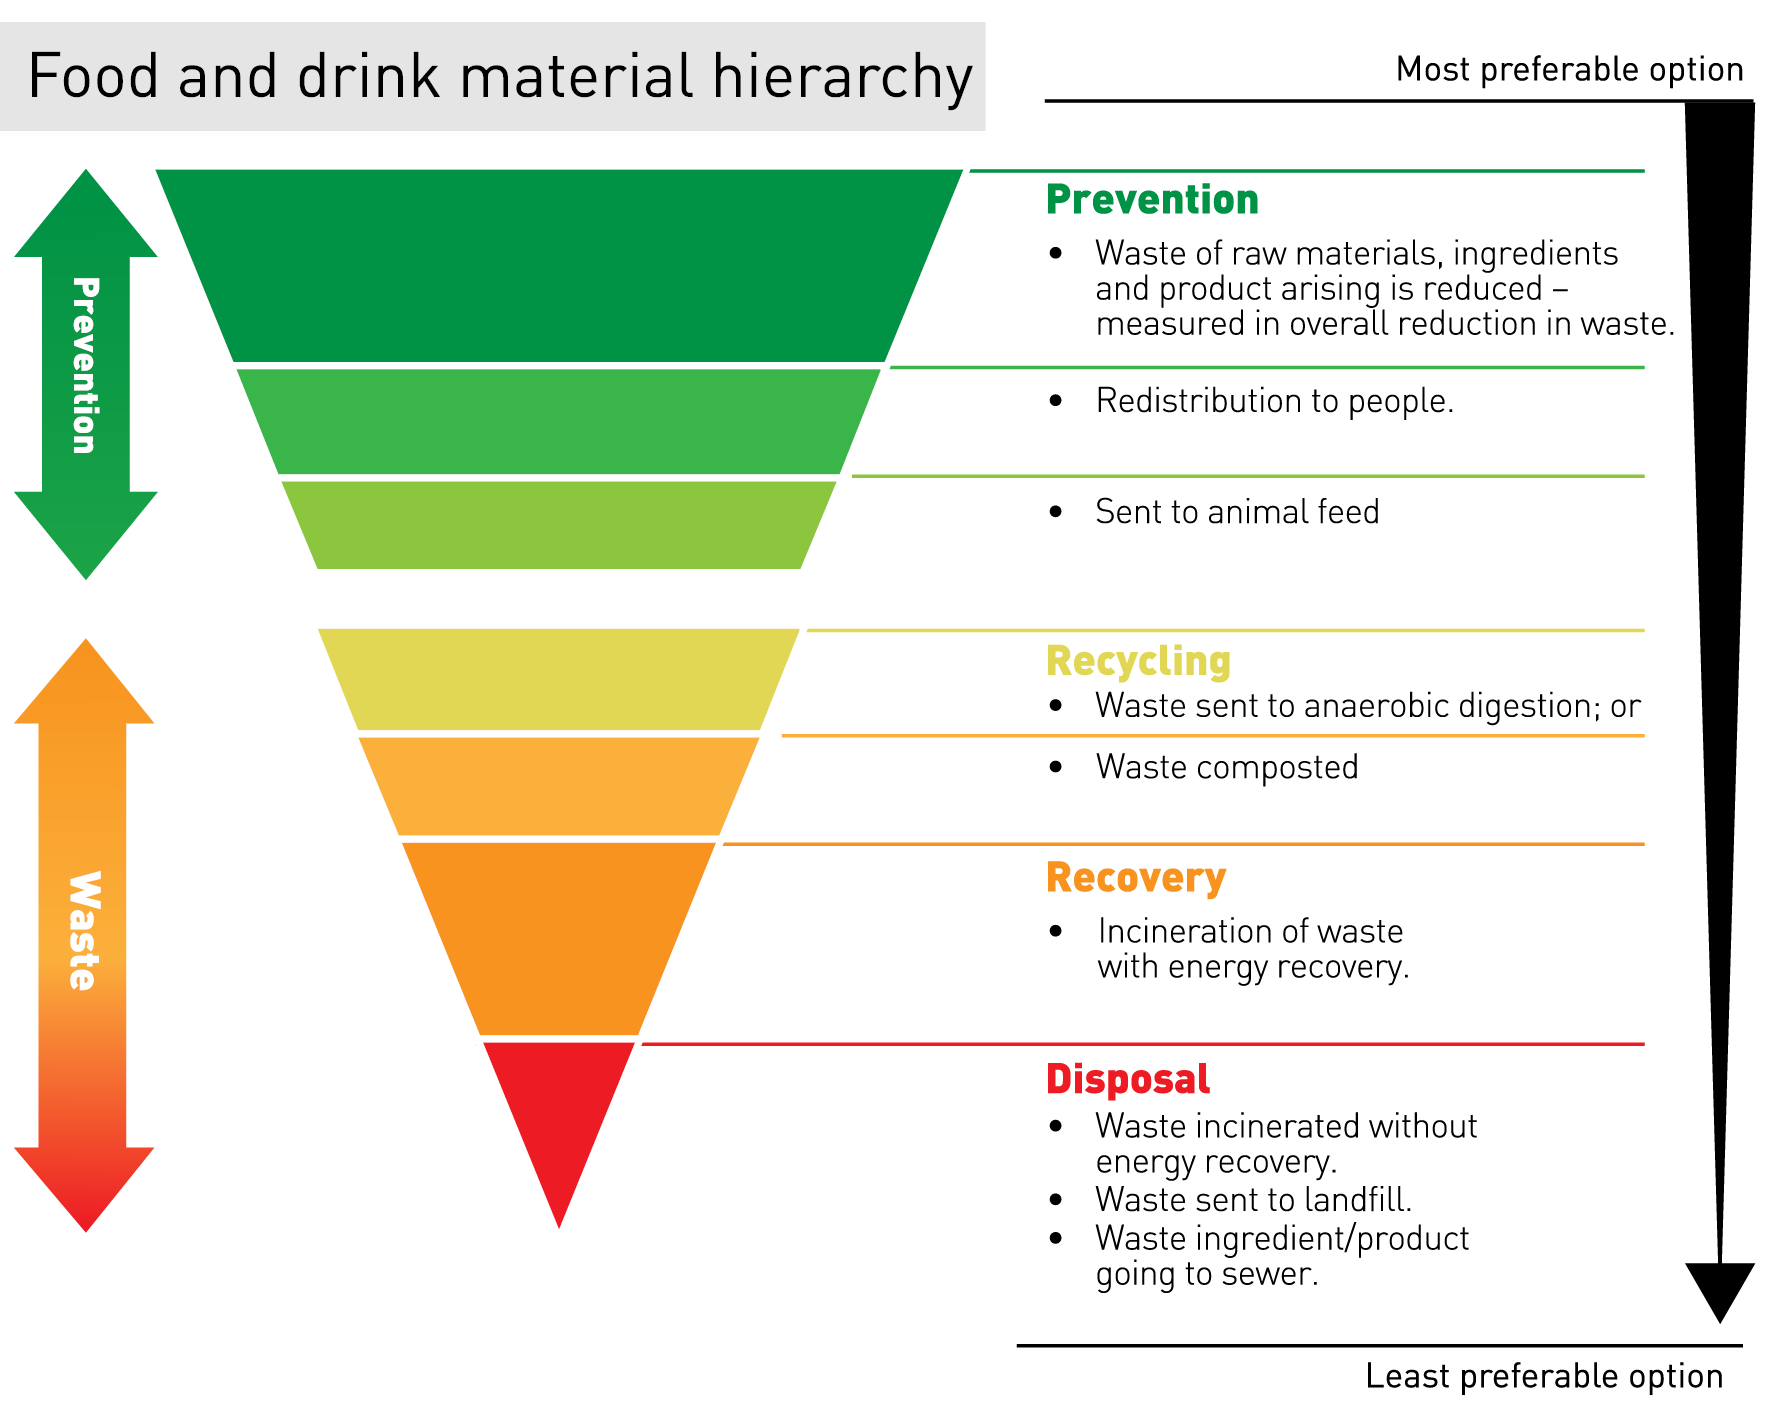 Food and drink material hierarchy
Most preferable option
Prevention
Prevention
• Waste of raw materials, ingredients
and product arising is reduced –
measured in overall reduction in waste.
• Redistribution to people.
• Sent to animal feed
Waste
Recycling
• Waste sent to anaerobic digestion; or
• Waste composted
Recovery
• Incineration of waste
with energy recovery.
Disposal
• Waste incinerated without
energy recovery.
• Waste sent to landfill.
• Waste ingredient/product
going to sewer.
Least preferable option